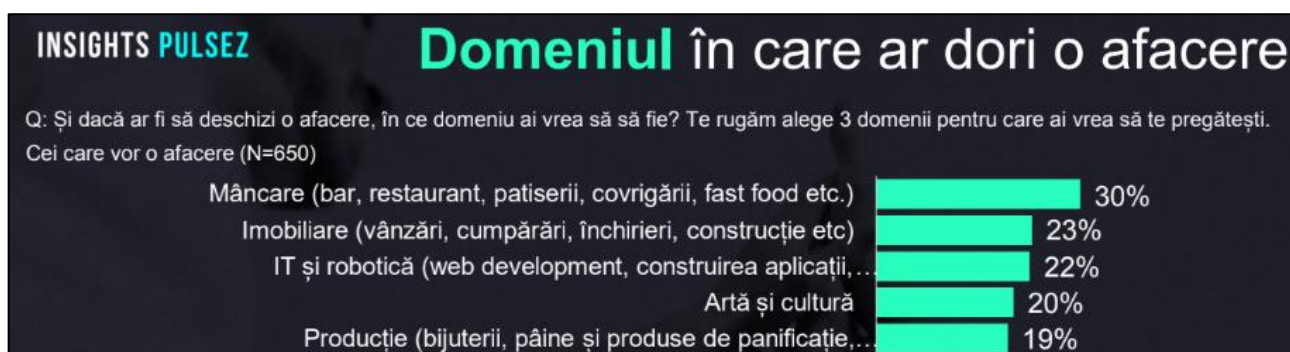 INSIGHTS PULSEZ
Domeniul în care ar dori o afacere
Q: Și dacă ar fi să deschizi o afacere, în ce domeniu ai vrea să să fie? Te rugăm alege 3 domenii pentru care ai vrea să te pregătești.
Cei care vor o afacere (N=650)
Mâncare (bar, restaurant, patiserii, covrigării, fast food etc.) 30%
Imobiliare (vânzări, cumpărări, închirieri, construcție etc) 23%
IT și robotică (web development, construirea aplicații,… 22%
Artă și cultură 20%
Producție (bijuterii, pâine și produse de panificație,… 19%